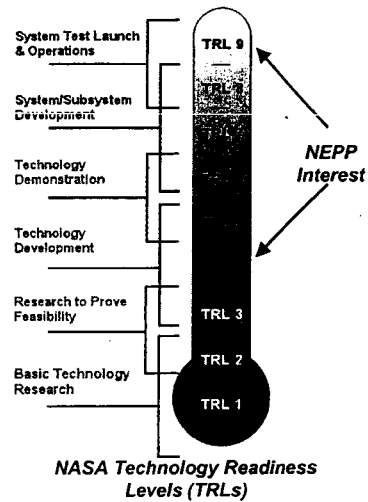 System Test Launch
& Operations
System/Subsystem
Development
Technology
Demonstration
Technology
Development
Research to Prove
Feasibility
Basic Technology
Research
TRL 9
TRL 3
TRL 2
TRL 1
NEPP
Interest
NASA Technology Readiness
Levels (TRLs)